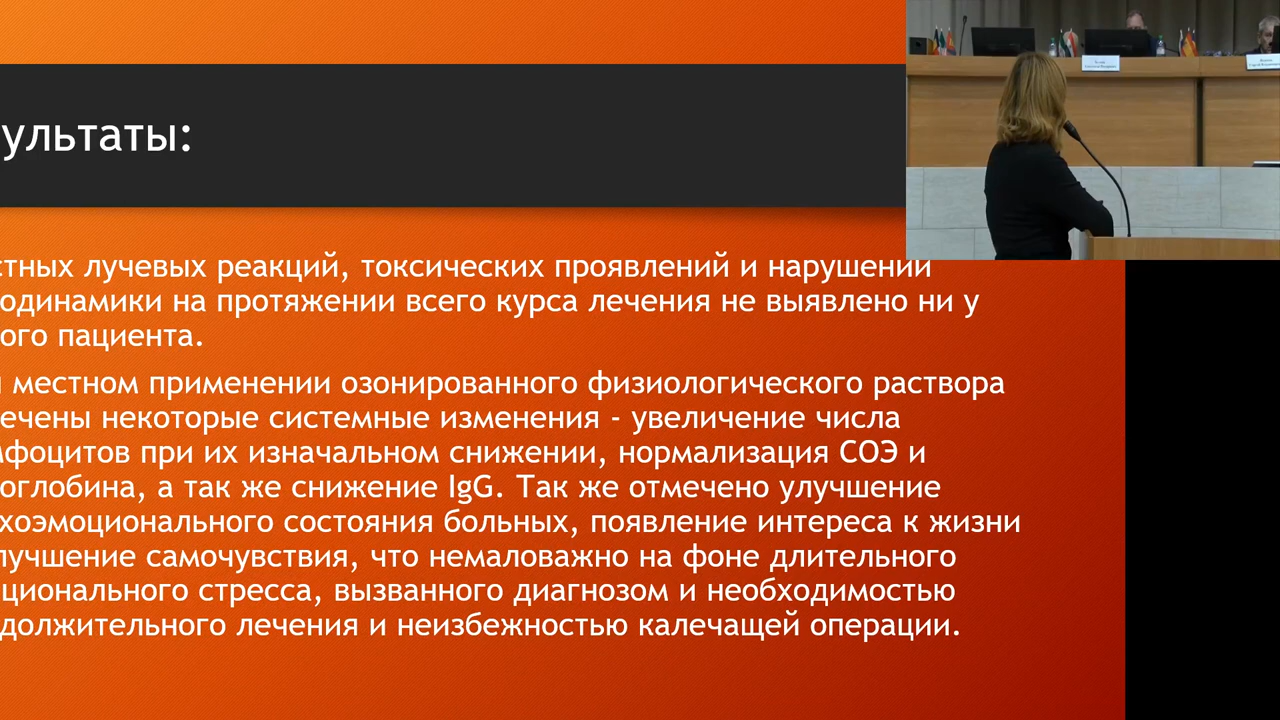 ультаты:
стных лучевых реакций, токсических проявлений и нарушений
одинамики на протяжении всего курса лечения не выявлено ни у
ого пациента.
местном применении озонированного физиологического раствора
ечены некоторые системные изменения - увеличение числа
мфоцитов при их изначальном снижении, нормализация СОЭ и
оглобина, а так же снижение IgG. Так же отмечено улучшение
хоэмоционального состояния больных, появление интереса к жизни
лучшение самочувствия, что немаловажно на фоне длительного
ционального стресса, вызванного диагнозом и необходимостью
должительного лечения и неизбежностью калечащей операции.